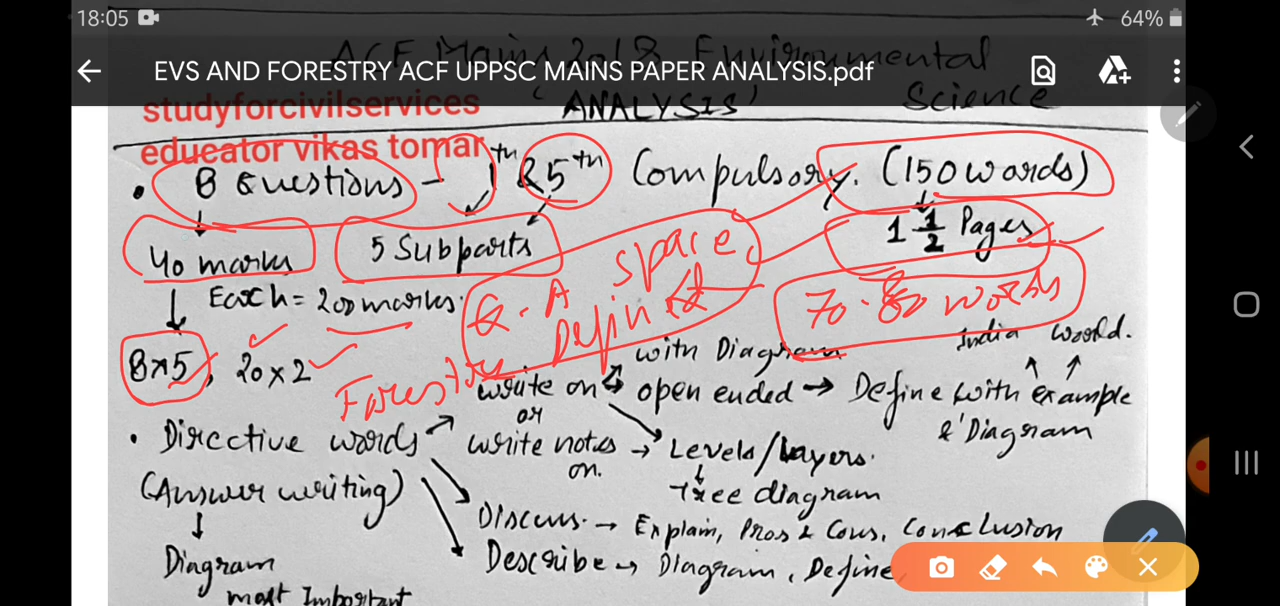 18:05
64%
EVS AND FORESTRY ACF UPPSC MAINS PAPER ANALYSIS.pdf
ACF Mains 2018 Environmental
Science
(ANALYSIS)
studyforcivilservices
educator vikas tomar
• 8 Questions - 1th & 5th Compulsory. (150 words)
40 marks
5 Subparts
1 1/2 Pages
Each = 200 marks.
Q. A space
Defined
70-80 words
8×5, 20×2
Forestry
with Diagram
India World.
write on
open ended → Define with example
& Diagram
• Directive words
or
write notes → Levels/Layers.
on.
(Answer writing)
Tree diagram
Discuss. → Explain, Pros & Cons, Conclusion
Describe → Diagram, Define
Diagram
most Important